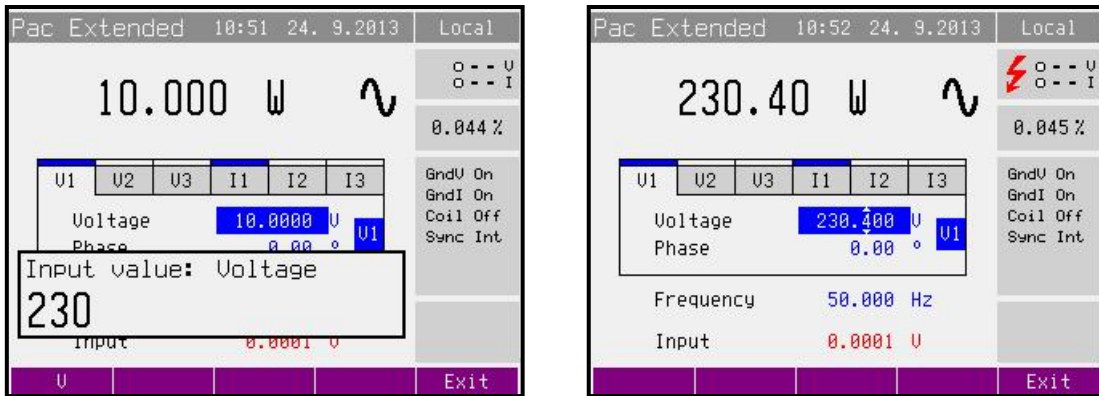 Pac Extended 10:51 24. 9.2013 Local
10.000 W
o-- V
o-- I
0.044%
V1 V2 V3 I1 I2 I3
Voltage 10.0000 V
Phase 0.00 °
V1
GndU On
GndI On
Coil Off
Sync Int
Input value: Voltage
230
Input 0.0001 V
V Exit
Pac Extended 10:52 24. 9.2013 Local
230.40 W
o-- V
o-- I
0.045%
V1 V2 V3 I1 I2 I3
Voltage 230.400 V
Phase 0.00 °
V1
GndU On
GndI On
Coil Off
Sync Int
Frequency 50.000 Hz
Input 0.0001 V
Exit